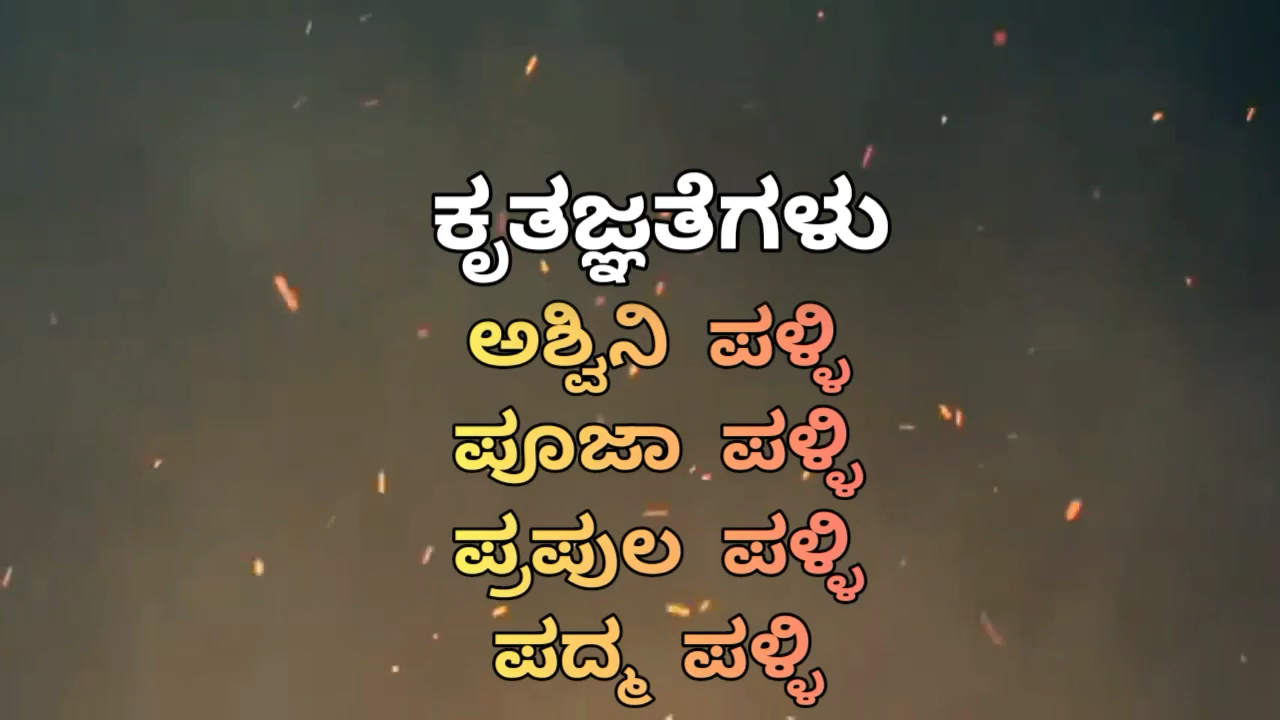 ಕೃತಜ್ಞತೆಗಳು
ಅಶ್ವಿನಿ ಪಳ್ಳಿ
ಪೂಜಾ ಪಳ್ಳಿ
ಪ್ರಪುಲ ಪಳ್ಳಿ
ಪದ್ಮ ಪಳ್ಳಿ